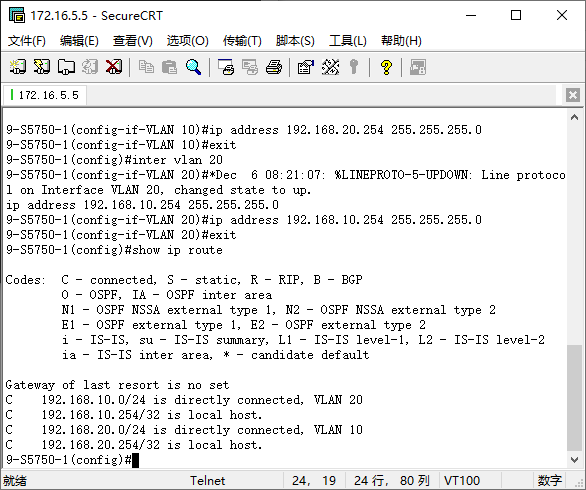 172.16.5.5 - SecureCRT
文件(F) 编辑(E) 查看(V) 选项(O) 传输(T) 脚本(S) 工具(L) 帮助(H)
172.16.5.5
9-S5750-1(config-if-VLAN 10)#ip address 192.168.20.254 255.255.255.0
9-S5750-1(config-if-VLAN 10)#exit
9-S5750-1(config)#inter vlan 20
9-S5750-1(config-if-VLAN 20)#*Dec  6 08:21:07: %LINEPROTO-5-UPDOWN: Line protoco
l on Interface VLAN 20, changed state to up.
ip address 192.168.10.254 255.255.255.0
9-S5750-1(config-if-VLAN 20)#ip address 192.168.10.254 255.255.255.0
9-S5750-1(config-if-VLAN 20)#exit
9-S5750-1(config)#show ip route
Codes:  C - connected, S - static, R - RIP, B - BGP
O - OSPF, IA - OSPF inter area
N1 - OSPF NSSA external type 1, N2 - OSPF NSSA external type 2
E1 - OSPF external type 1, E2 - OSPF external type 2
i - IS-IS, su - IS-IS summary, L1 - IS-IS level-1, L2 - IS-IS level-2
ia - IS-IS inter area, * - candidate default
Gateway of last resort is no set
C    192.168.10.0/24 is directly connected, VLAN 20
C    192.168.10.254/32 is local host.
C    192.168.20.0/24 is directly connected, VLAN 10
C    192.168.20.254/32 is local host.
9-S5750-1(config)#
就绪 Telnet 24, 19 24 行, 80 列 VT100 数字